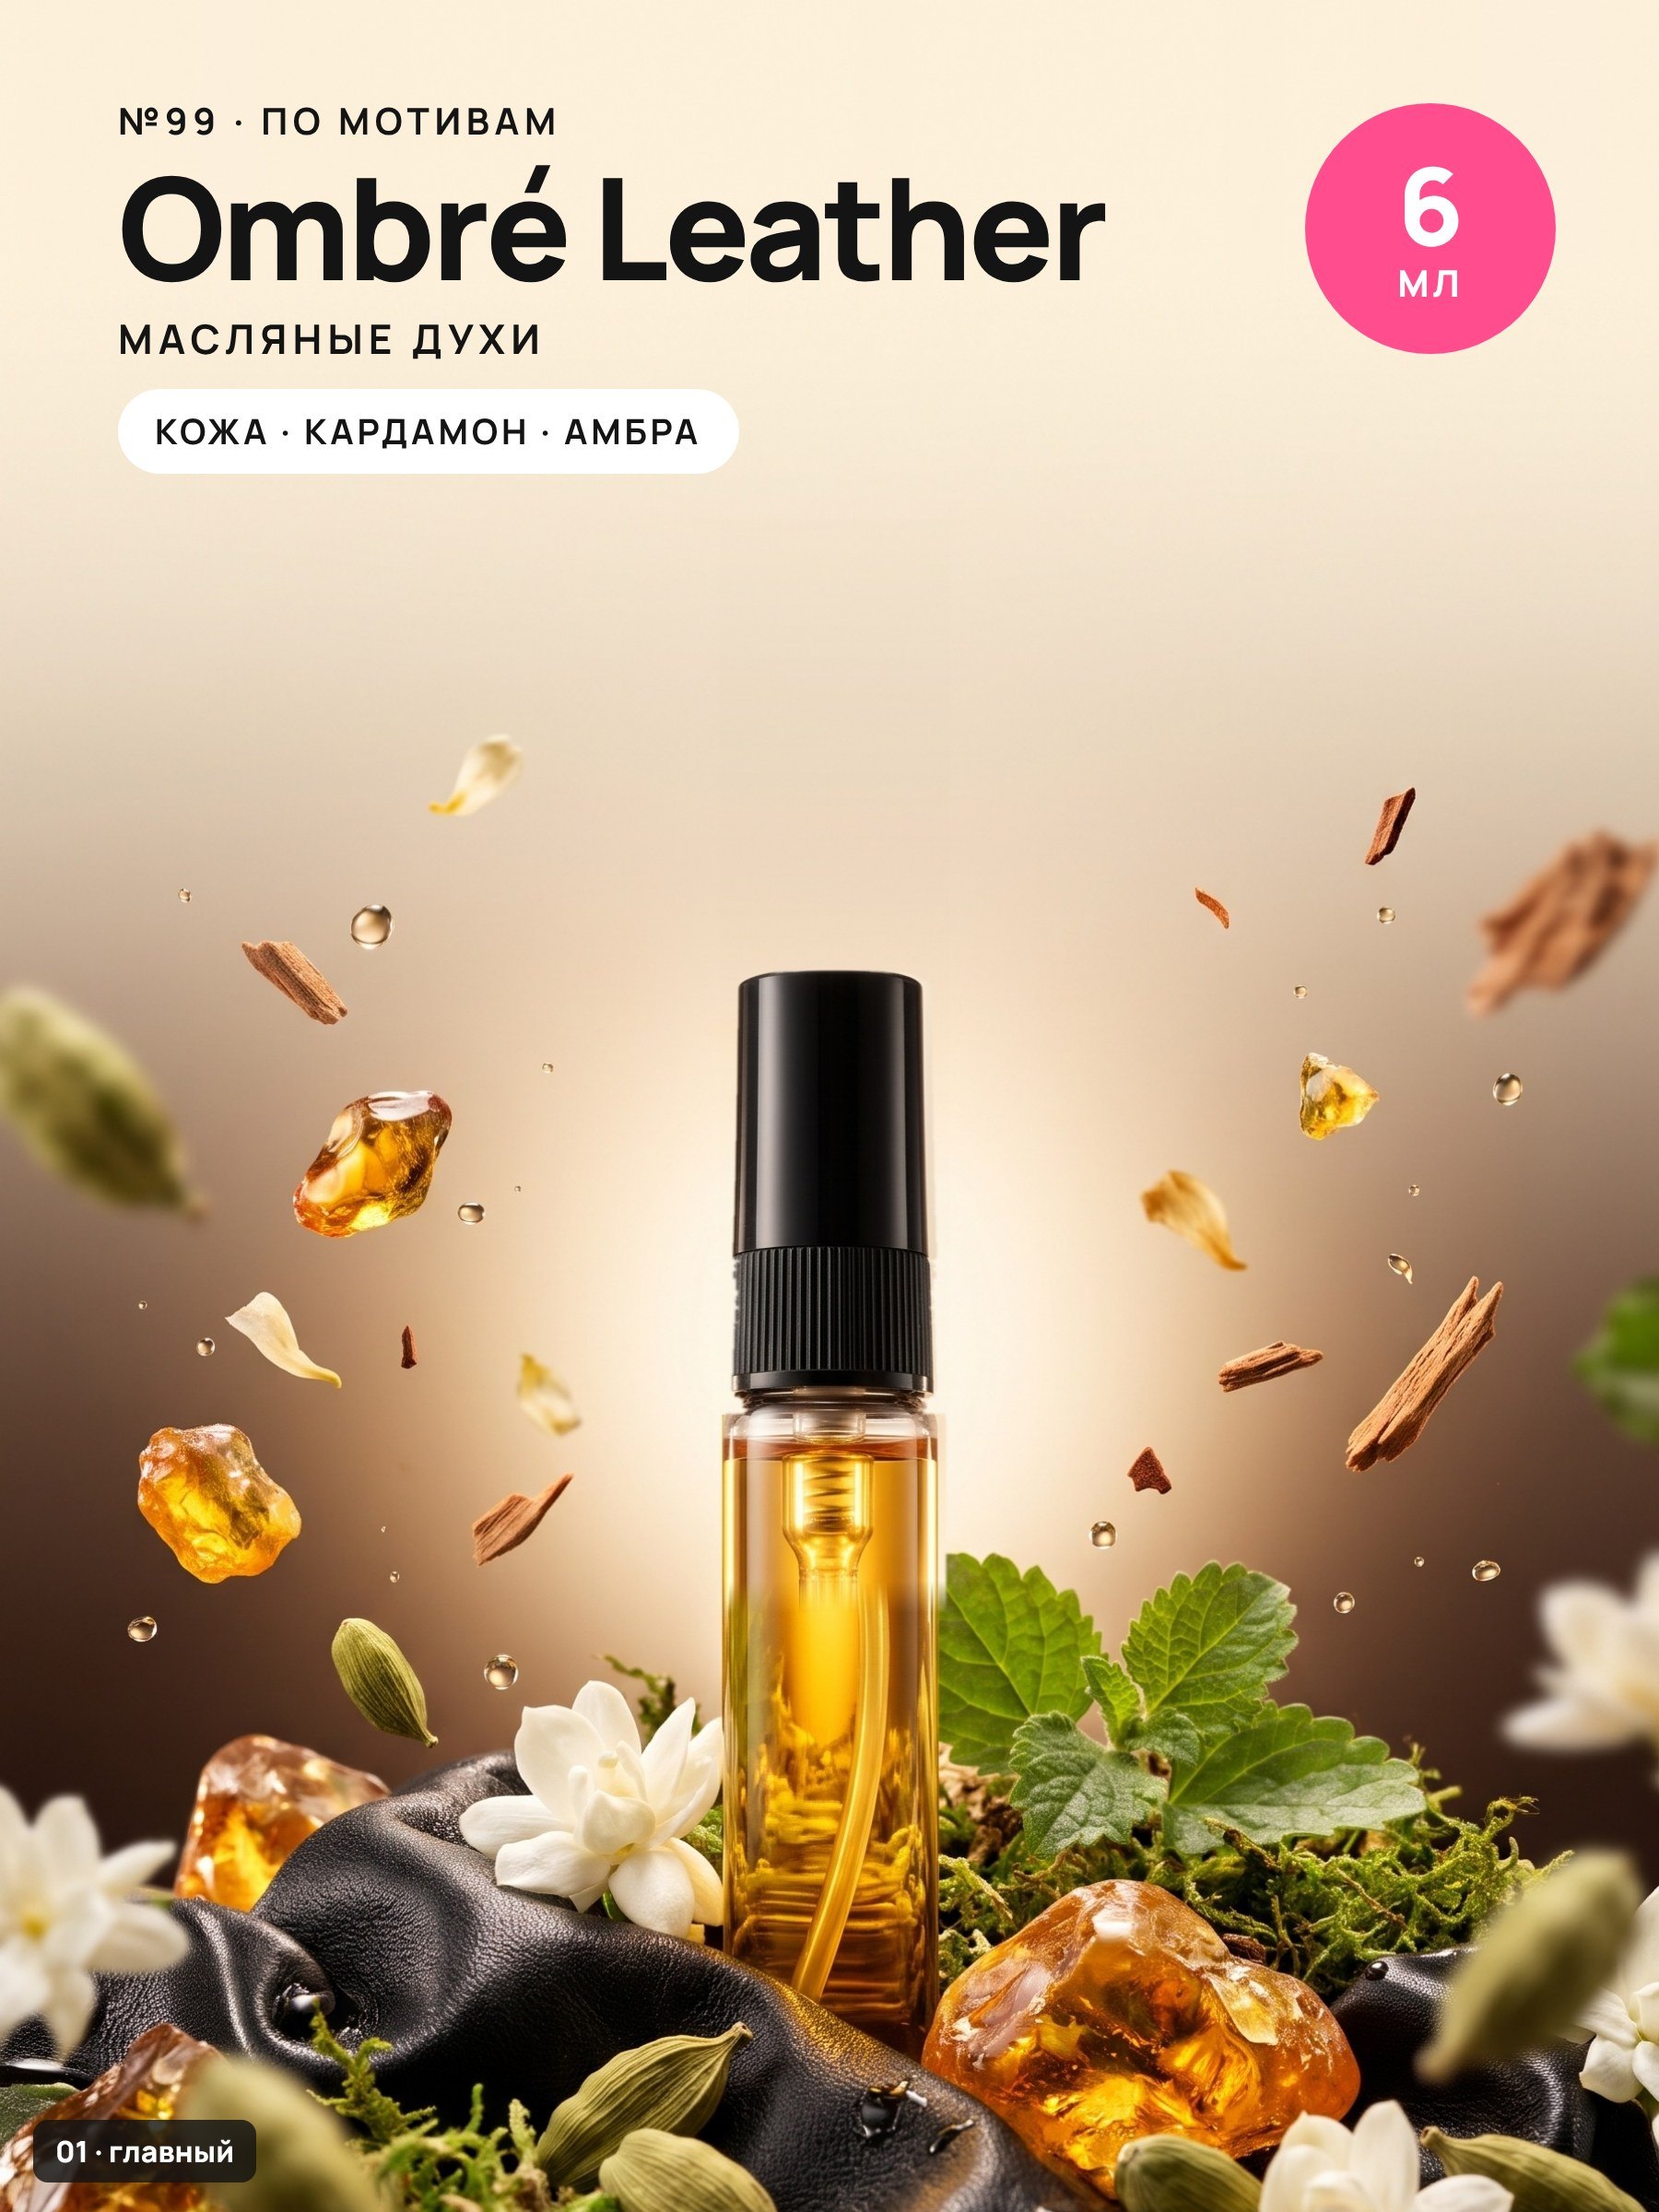 №99 · ПО МОТИВАМ
Ombré Leather
МАСЛЯНЫЕ ДУХИ
КОЖА · КАРДАМОН · АМБРА
6
МЛ
01 · главный